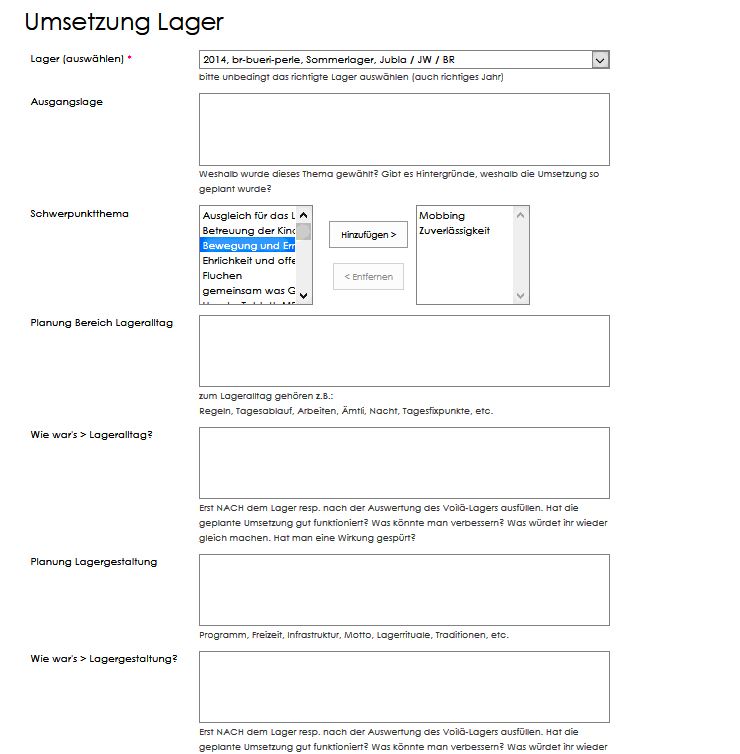 Umsetzung Lager
Lager (auswählen) *
2014, br-bueri-perle, Sommerlager, Jubla / JW / BR
bitte unbedingt das richtigte Lager auswählen (auch richtiges Jahr)
Ausgangslage
Weshalb wurde dieses Thema gewählt? Gibt es Hintergründe, weshalb die Umsetzung so
geplant wurde?
Schwerpunktthema
Ausgleich für das L
Betreuung der Kind
Bewegung und Err
Ehrlichkeit und offe
Fluchen
gemeinsam was G
Hinzufügen >
< Entfernen
Mobbing
Zuverlässigkeit
Planung Bereich Lageralltag
zum Lageralltag gehören z.B.:
Regeln, Tagesablauf, Arbeiten, Ämtli, Nacht, Tagesfixpunkte, etc.
Wie war's > Lageralltag?
Erst NACH dem Lager resp. nach der Auswertung des Voilà-Lagers ausfüllen. Hat die
geplante Umsetzung gut funktioniert? Was könnte man verbessern? Was würdet ihr wieder
gleich machen. Hat man eine Wirkung gespürt?
Planung Lagergestaltung
Programm, Freizeit, Infrastruktur, Motto, Lagerrituale, Traditionen, etc.
Wie war's > Lagergestaltung?
Erst NACH dem Lager resp. nach der Auswertung des Voilà-Lagers ausfüllen. Hat die
geplante Umsetzung gut funktioniert? Was könnte man verbessern? Was würdet ihr wieder